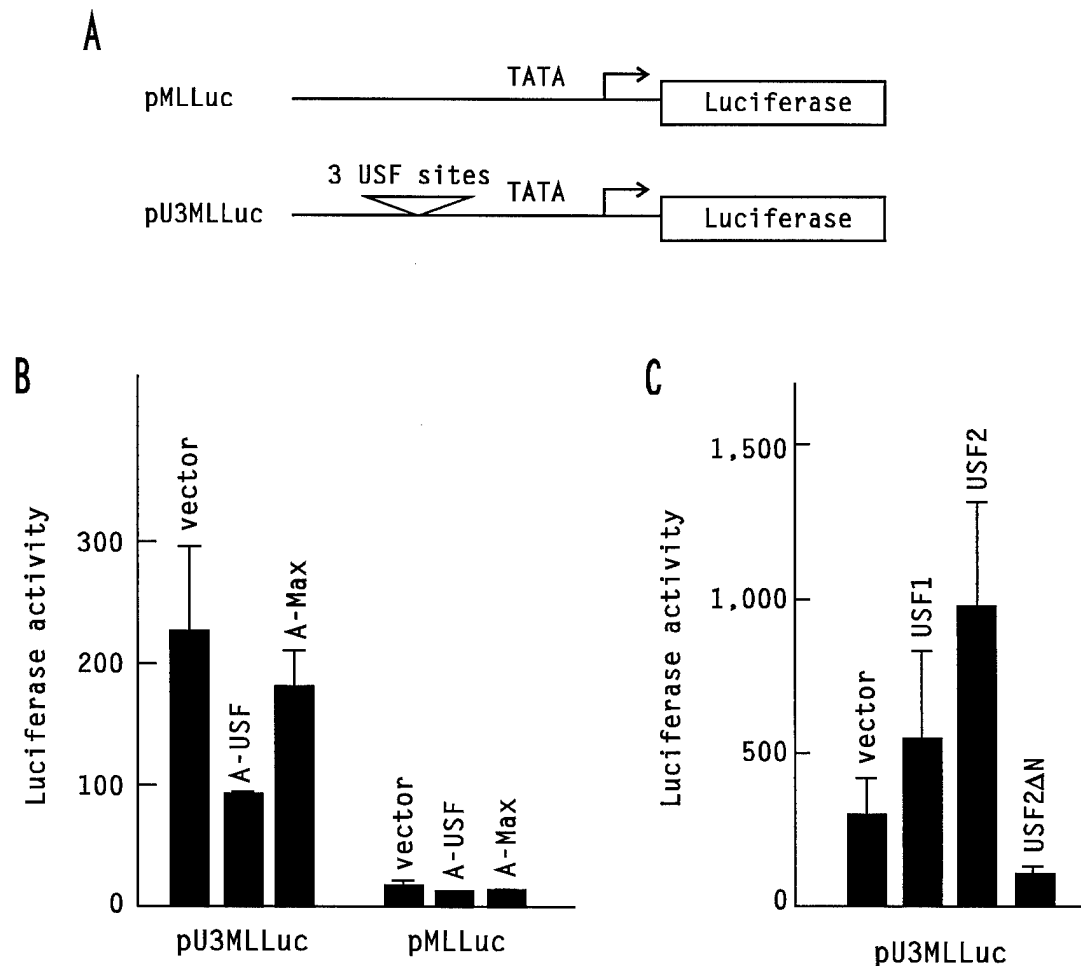 A
pMLLuc
TATA
Luciferase
3 USF sites
pU3MLLuc
TATA
Luciferase
B
Luciferase activity
300
200
100
0
vector
A-USF
A-Max
vector
A-USF
A-Max
pU3MLLuc
pMLLuc
C
Luciferase activity
1,500
1,000
500
0
vector
USF1
USF2
USF2ΔN
pU3MLLuc